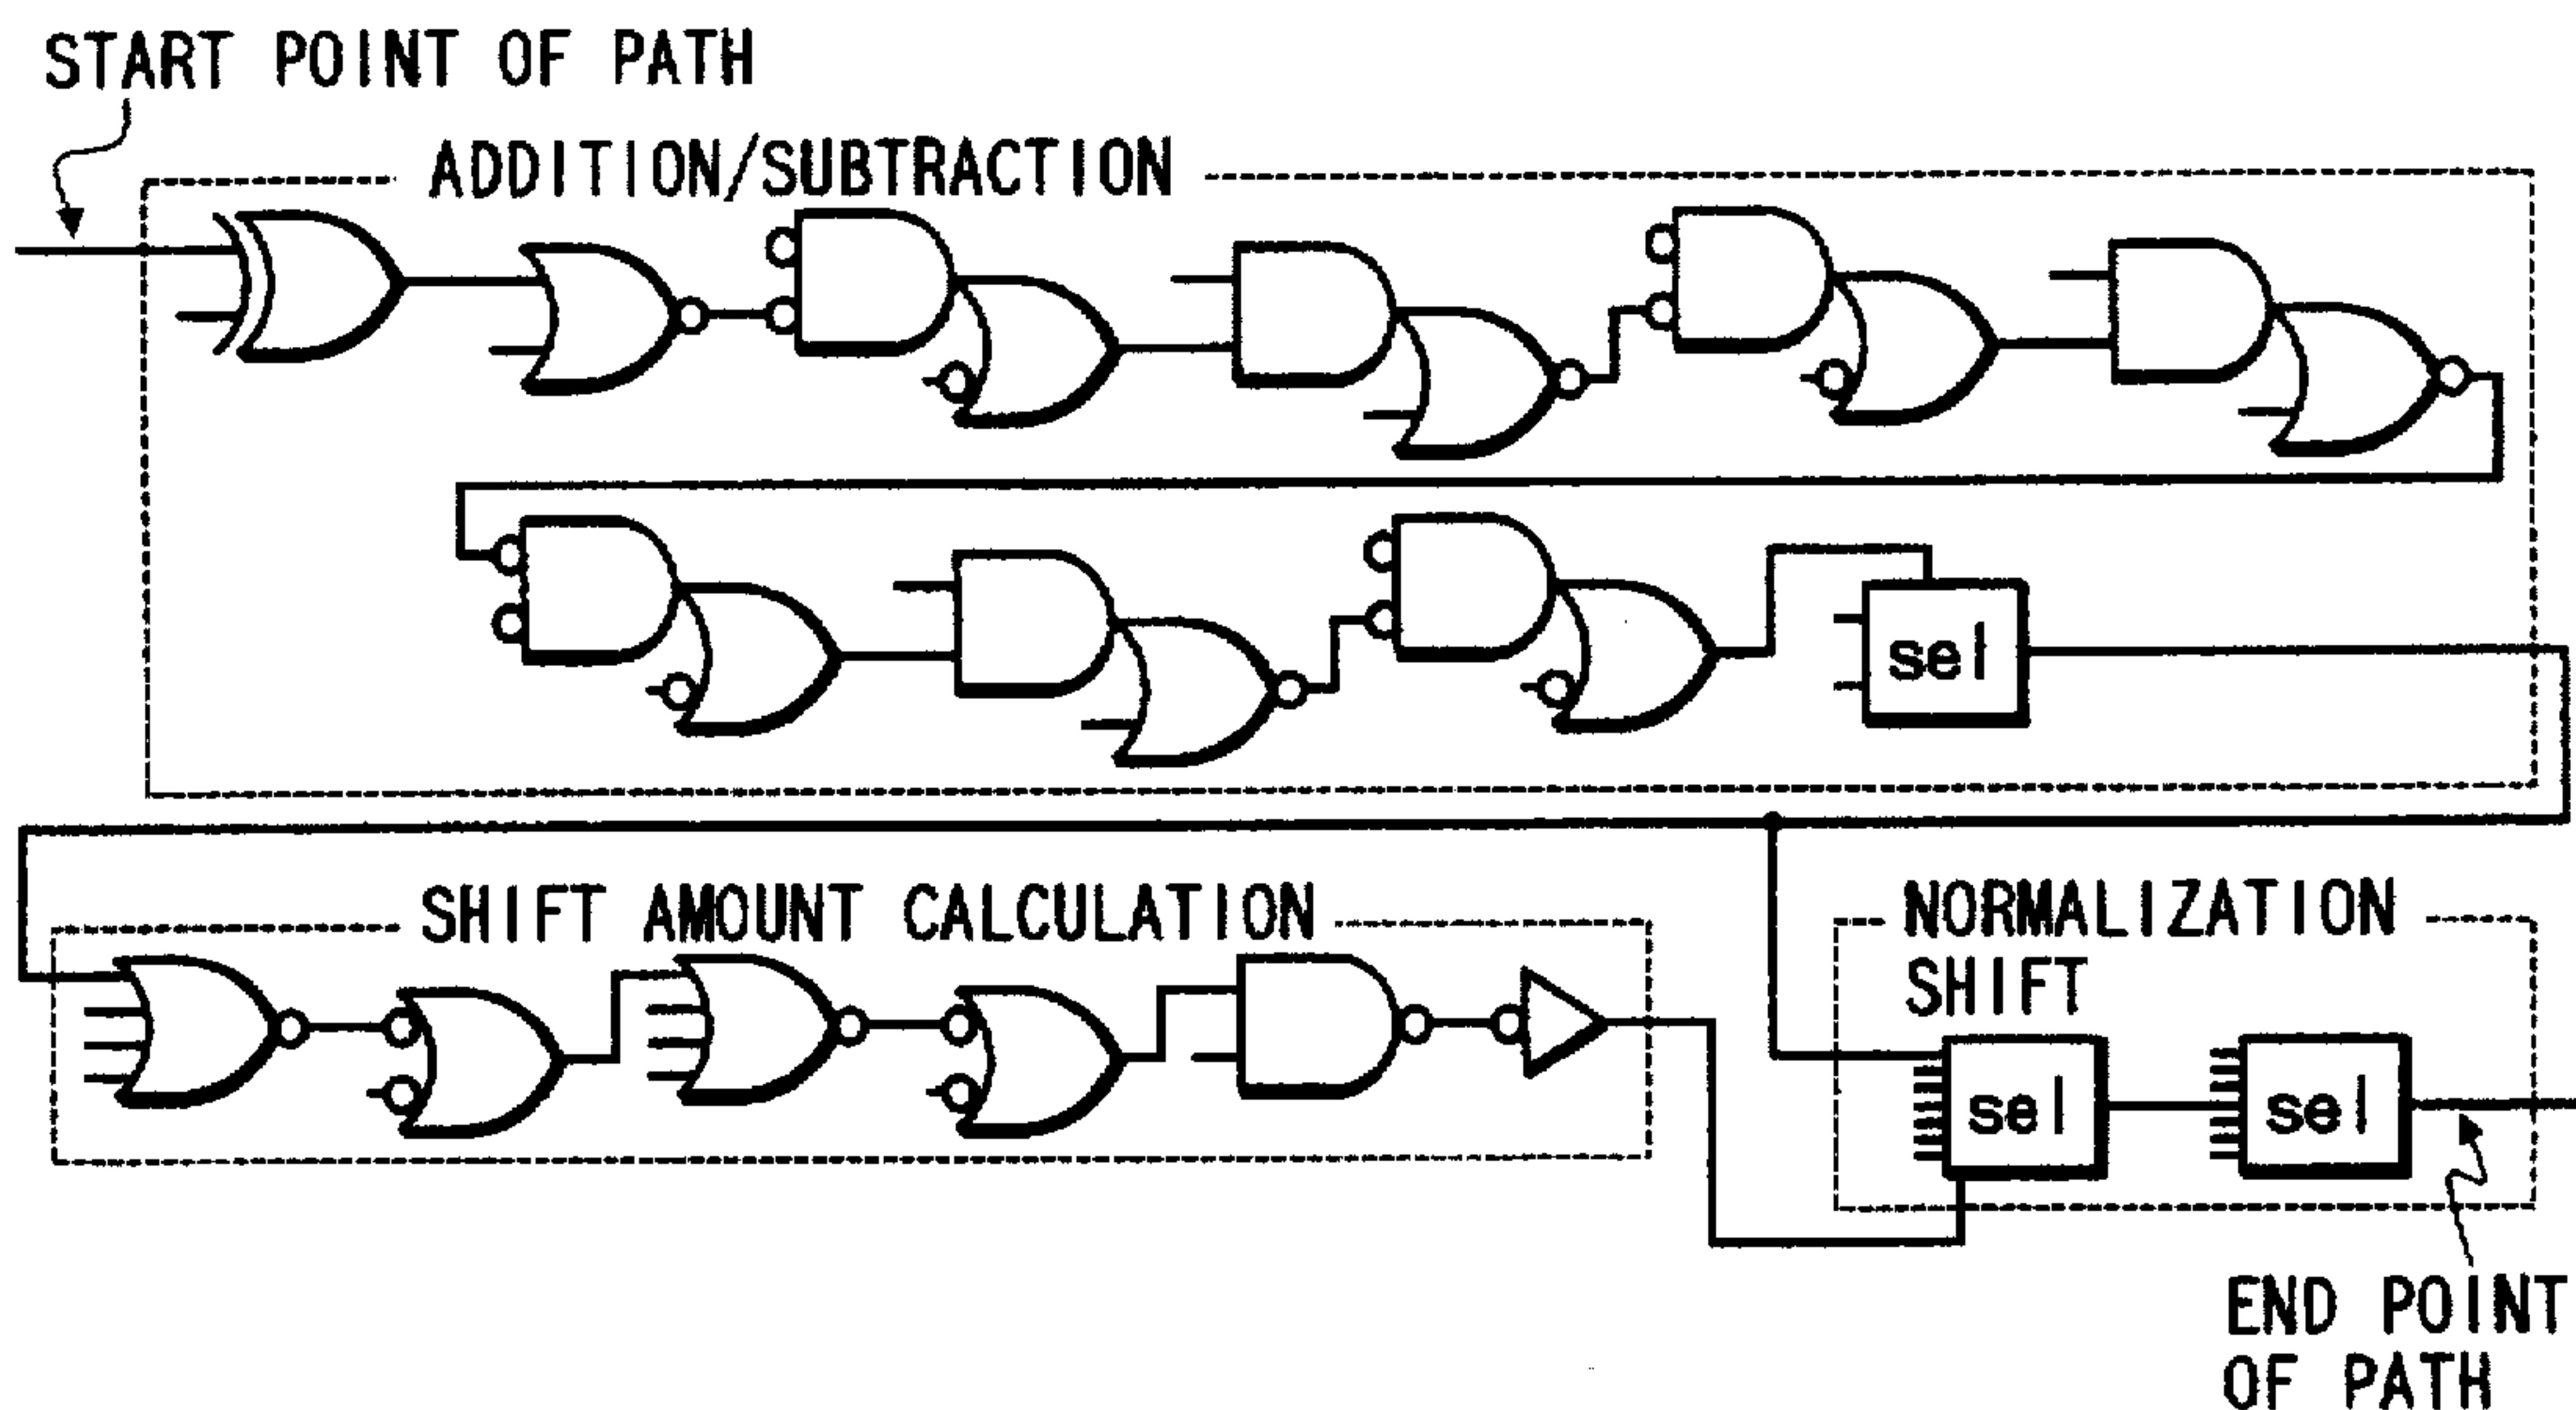 START POINT OF PATH
ADDITION/SUBTRACTION
sel
SHIFT AMOUNT CALCULATION
NORMALIZATION
SHIFT
sel
sel
END POINT
OF PATH